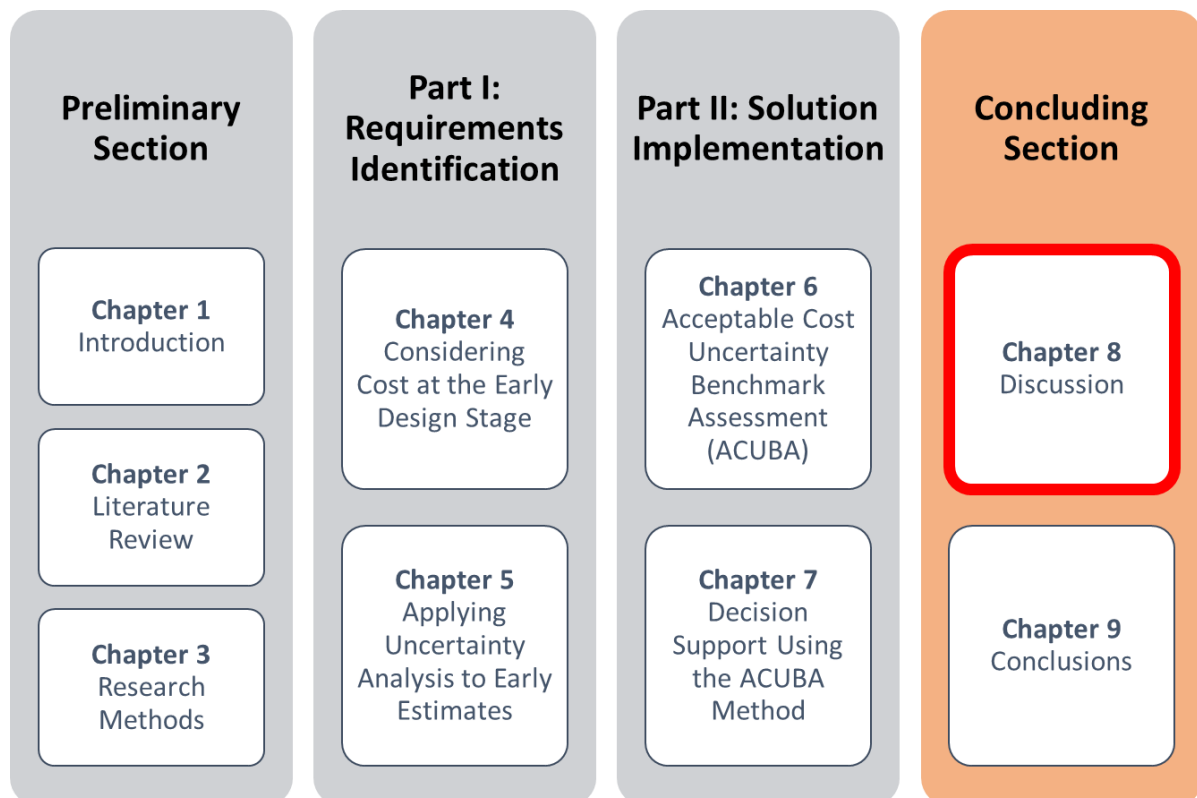 Preliminary
Section
Chapter 1
Introduction
Chapter 2
Literature
Review
Chapter 3
Research
Methods
Part I:
Requirements
Identification
Chapter 4
Considering
Cost at the Early
Design Stage
Chapter 5
Applying
Uncertainty
Analysis to Early
Estimates
Part II: Solution
Implementation
Chapter 6
Acceptable Cost
Uncertainty
Benchmark
Assessment
(ACUBA)
Chapter 7
Decision
Support Using
the ACUBA
Method
Concluding
Section
Chapter 8
Discussion
Chapter 9
Conclusions